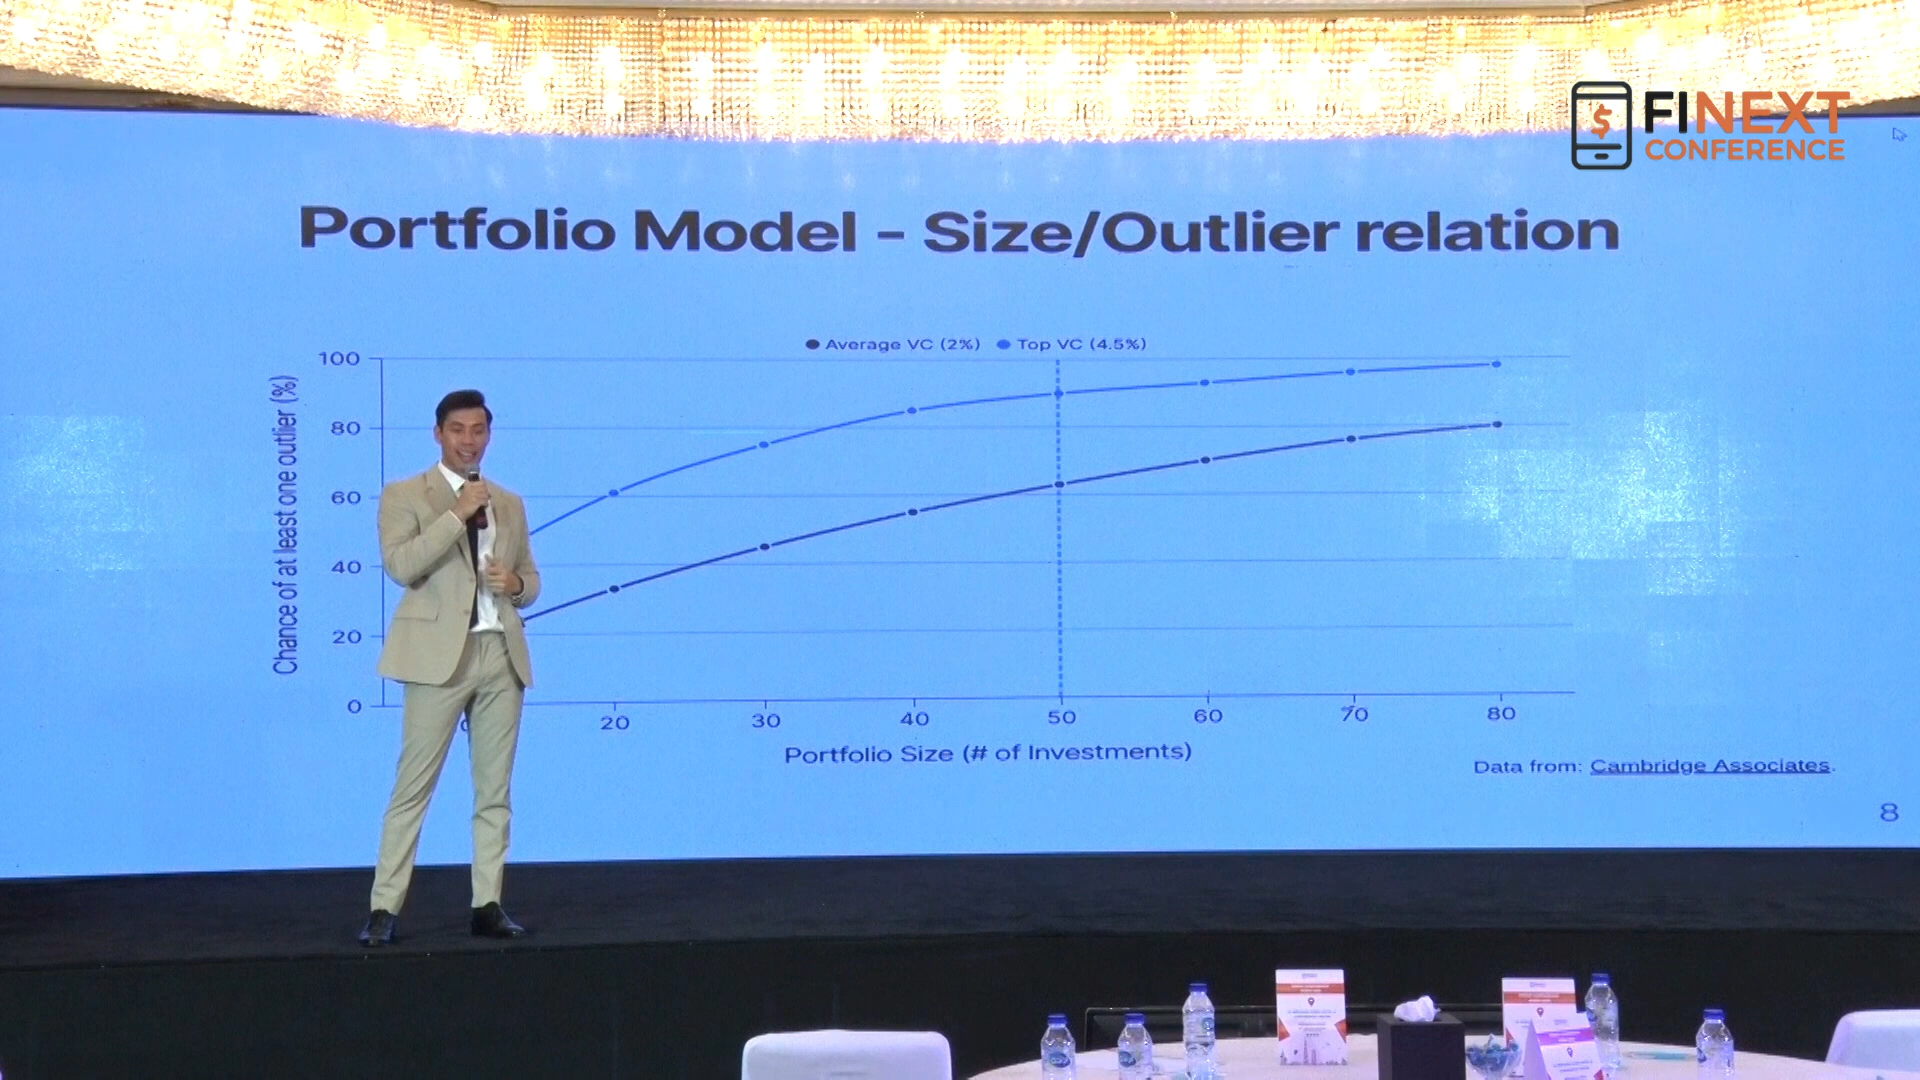 FINEXT
CONFERENCE
Portfolio Model - Size/Outlier relation
Average VC (2%) Top VC (4.5%)
Chance of at least one outlier (%)
100
80
60
40
20
0
20 30 40 50 60 70 80
Portfolio Size (# of Investments)
Data from: Cambridge Associates.
8